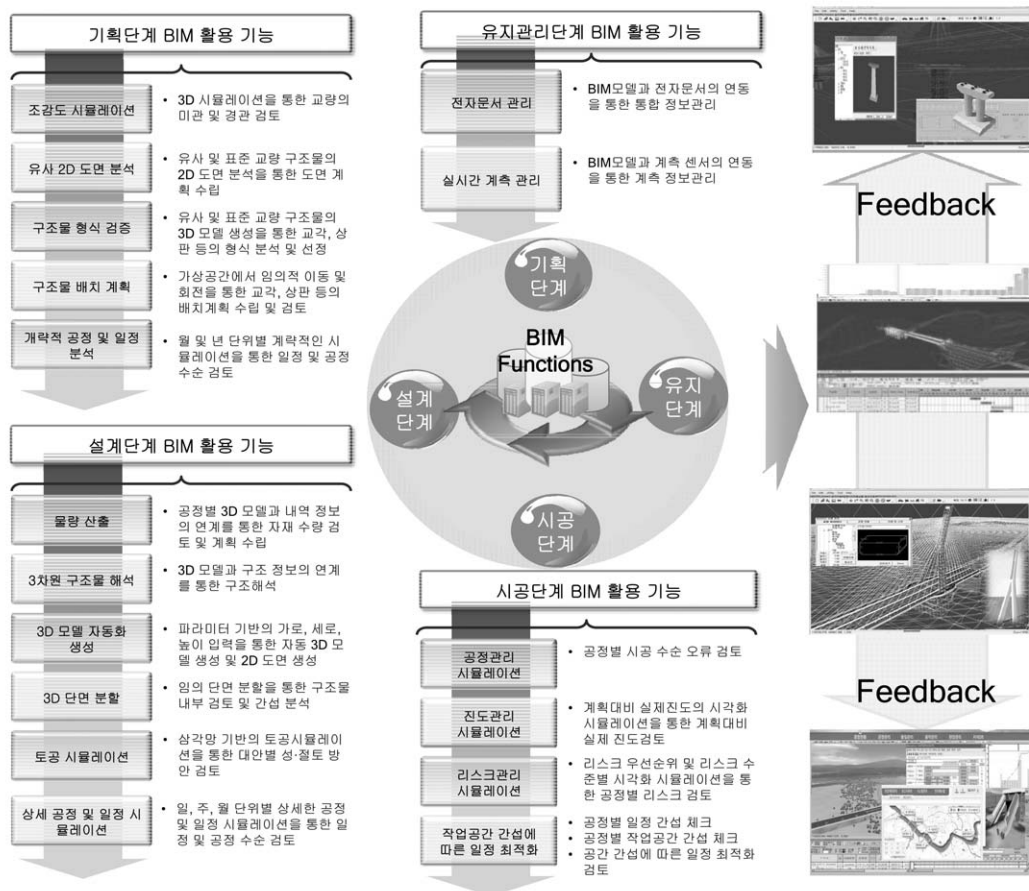 기획단계 BIM 활용 기능
조감도 시뮬레이션
• 3D 시뮬레이션을 통한 교량의
미관 및 경관 검토
유사 2D 도면 분석
• 유사 및 표준 교량 구조물의
2D 도면 분석을 통한 도면 계
획 수립
구조물 형식 검증
• 유사 및 표준 교량 구조물의
3D 모델 생성을 통한 교각, 상
판 등의 형식 분석 및 선정
구조물 배치 계획
• 가상공간에서 임의적 이동 및
회전을 통한 교각, 상판 등의
배치계획 수립 및 검토
개략적 공정 및 일정
분석
• 월 및 년 단위별 계략적인 시
뮬레이션을 통한 일정 및 공정
수순 검토
설계단계 BIM 활용 기능
물량 산출
• 공정별 3D 모델과 내역 정보
의 연계를 통한 자재 수량 검
토 및 계획 수립
3차원 구조물 해석
• 3D 모델과 구조 정보의 연계
를 통한 구조해석
3D 모델 자동화
생성
• 파라미터 기반의 가로, 세로,
높이 입력을 통한 자동 3D 모
델 생성 및 2D 도면 생성
3D 단면 분할
• 임의 단면 분할을 통한 구조물
내부 검토 및 간섭 분석
토공 시뮬레이션
• 삼각망 기반의 토공시뮬레이
션을 통한 대안별 성·절토 방
안 검토
상세 공정 및 일정 시
뮬레이션
• 일, 주, 월 단위별 상세한 공정
및 일정 시뮬레이션을 통한 일
정 및 공정 수순 검토
유지관리단계 BIM 활용 기능
전자문서 관리
• BIM모델과 전자문서의 연동
을 통한 통합 정보관리
실시간 계측 관리
• BIM모델과 계측 센서의 연동
을 통한 계측 정보관리
기획
단계
BIM
Functions
설계
단계
유지
단계
시공
단계
시공단계 BIM 활용 기능
공정관리
시뮬레이션
• 공정별 시공 수순 오류 검토
진도관리
시뮬레이션
• 계획대비 실제진도의 시각화
시뮬레이션을 통한 계획대비
실제 진도검토
리스크관리
시뮬레이션
• 리스크 우선순위 및 리스크 수
준별 시각화 시뮬레이션을 통
한 공정별 리스크 검토
작업공간 간섭에
따른 일정 최적화
• 공정별 일정 간섭 체크
• 공정별 작업공간 간섭 체크
• 공간 간섭에 따른 일정 최적화
검토
Feedback
Feedback